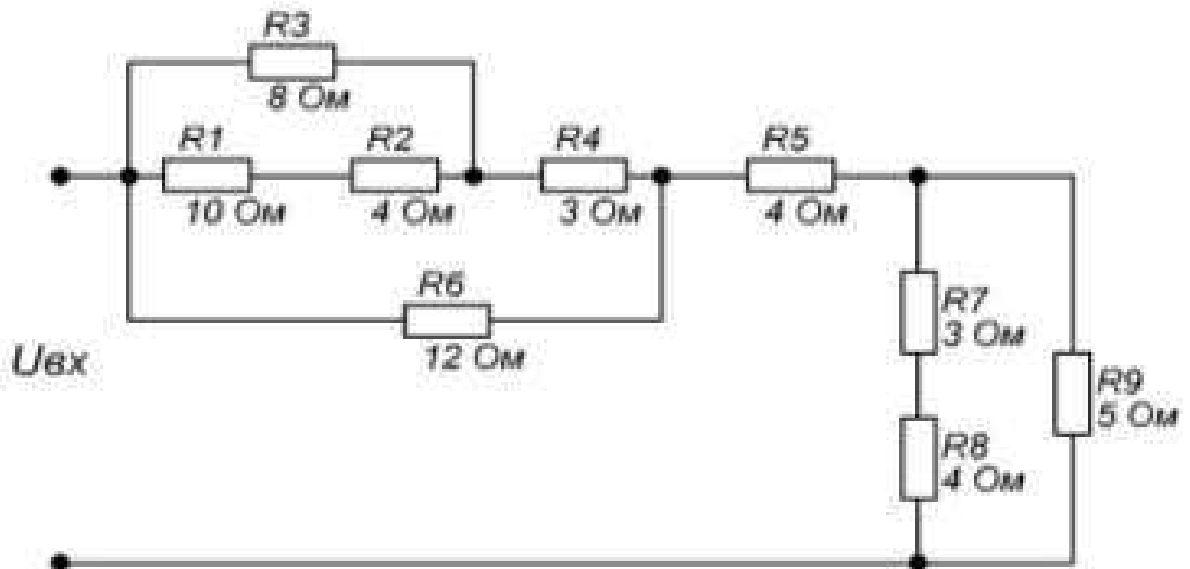 R3
8 Ом
R1
10 Ом
R2
4 Ом
R4
3 Ом
R5
4 Ом
R6
12 Ом
Uвх
R7
3 Ом
R8
4 Ом
R9
5 Ом